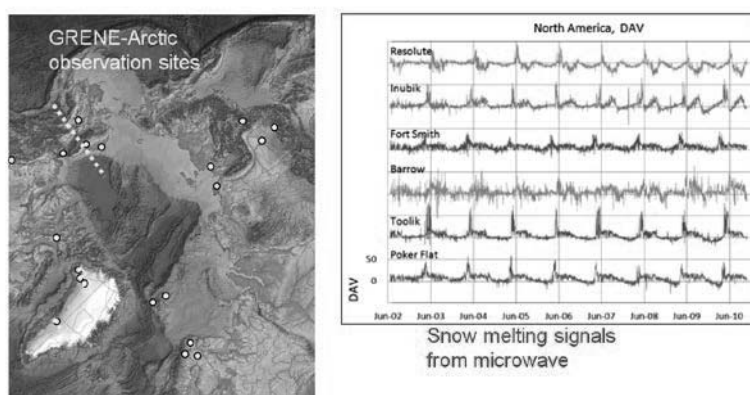 GRENE-Arctic
observation sites
North America, DAV
Resolute
Inubik
Fort Smith
Barrow
Toolik
Poker Flat
50
0
DAV
Jun-02 Jun-03 Jun-04 Jun-05 Jun-06 Jun-07 Jun-08 Jun-09 Jun-10
Snow melting signals
from microwave